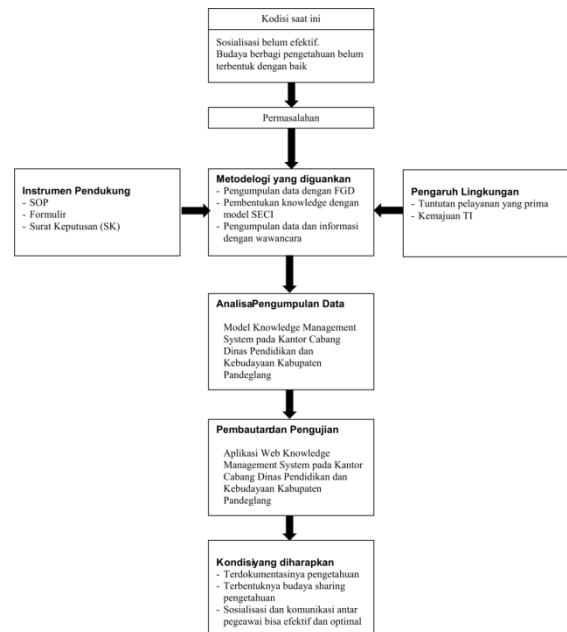 Kodisi saat ini
Sosialisasi belum efektif.
Budaya berbagi pengetahuan belum
terbentuk dengan baik
Permasalahan
Instrumen Pendukung
- SOP
- Formulir
- Surat Keputusan (SK)
Metodelogi yang diguankan
- Pengumpulan data dengan FGD
- Pembentukan knowledge dengan
model SECI
- Pengumpulan data dan informasi
dengan wawancara
Pengaruh Lingkungan
- Tuntutan pelayanan yang prima
- Kemajuan TI
AnalisaPengumpulan Data
Model Knowledge Management
System pada Kantor Cabang
Dinas Pendidikan dan
Kebudayaan Kabupaten
Pandeglang
Pembautandan Pengujian
Aplikasi Web Knowledge
Management System pada Kantor
Cabang Dinas Pendidikan dan
Kebudayaan Kabupaten
Pandeglang
Kondisiyang diharapkan
- Terdokumentasinya pengetahuan
- Terbentuknya budaya sharing
pengetahuan
- Sosialisasi dan komunikasi antar
pegeawai bisa efektif dan optimal